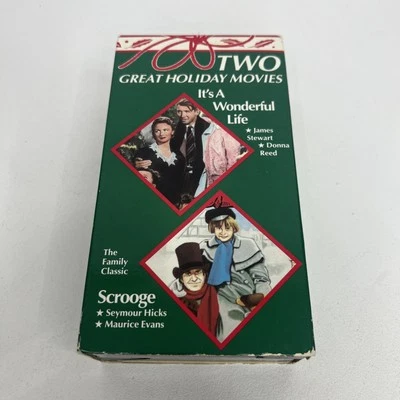 TWO
GREAT HOLIDAY MOVIES
It's A
Wonderful
Life
★ James
Stewart
★ Donna
Reed
The
Family
Classic
Scrooge
★ Seymour Hicks
★ Maurice Evans